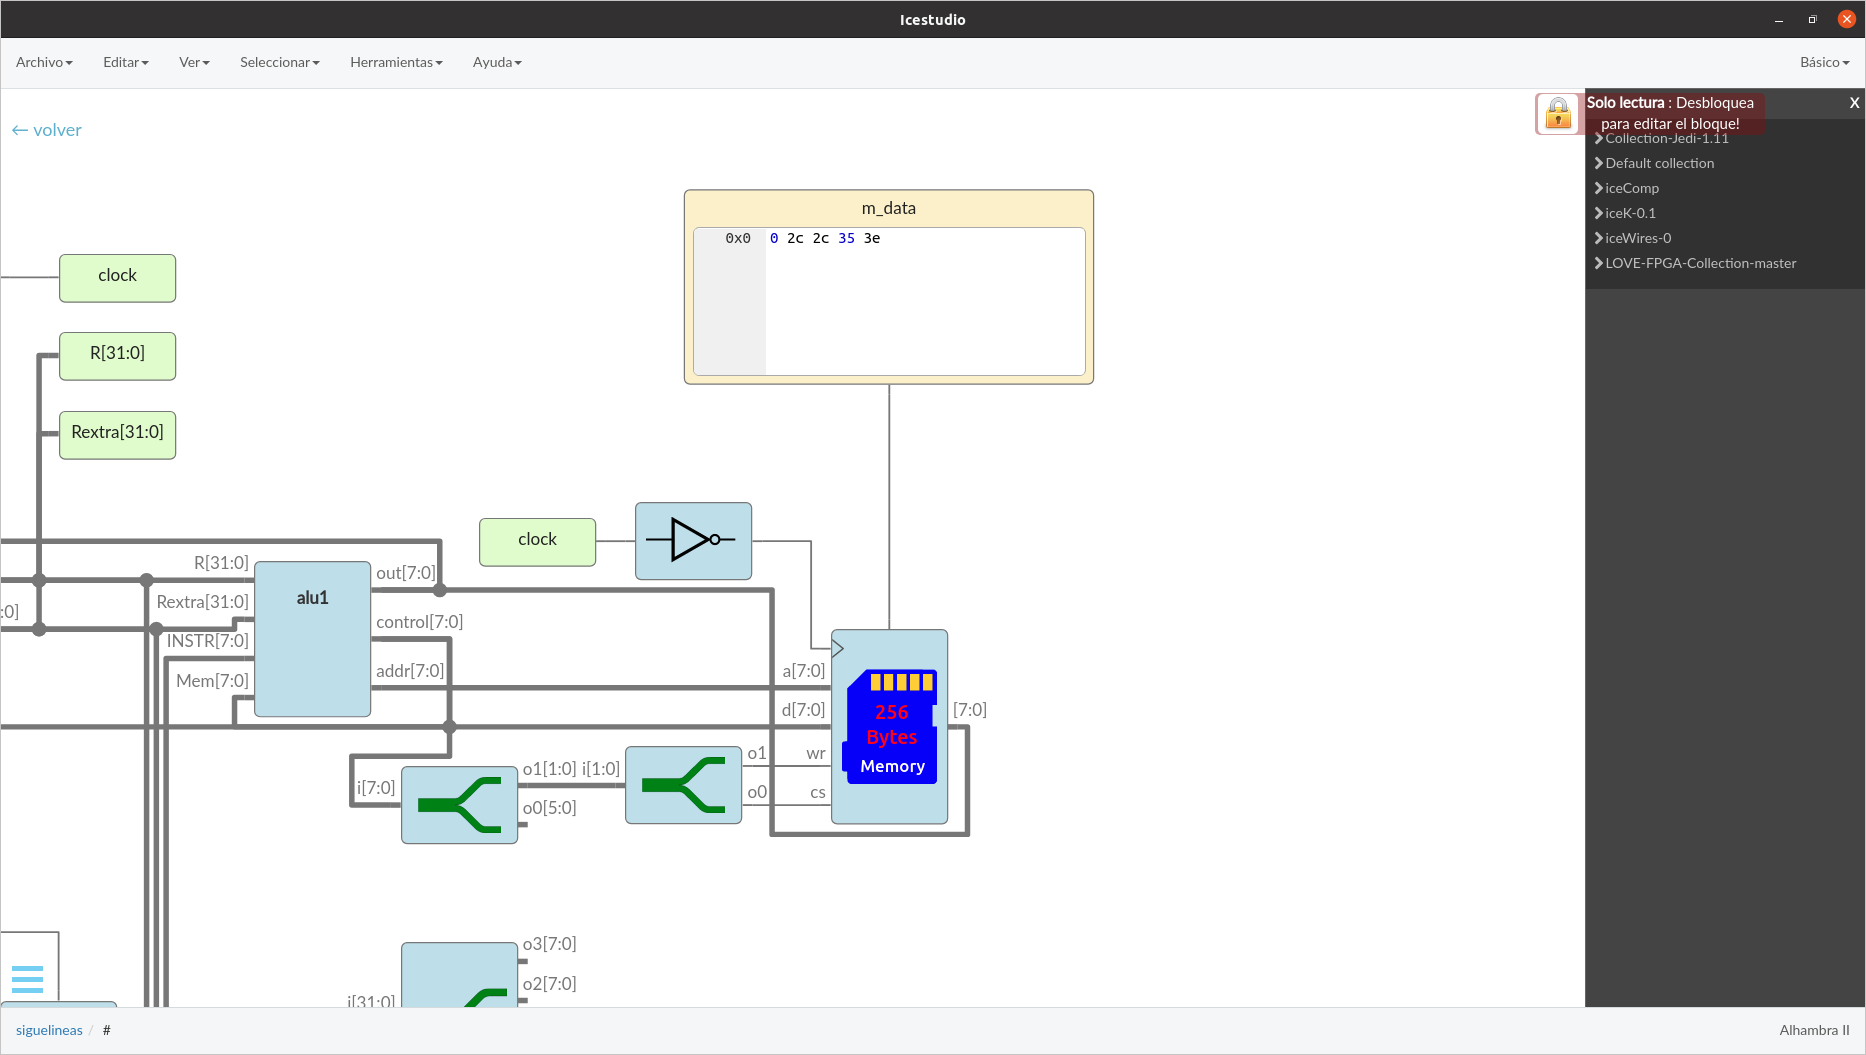 Icestudio
Archivo Editar Ver Seleccionar Herramientas Ayuda Básico
← volver
Solo lectura : Desbloquea
para editar el bloque!
X
Collection-Jedi-1.11
Default collection
iceComp
iceK-0.1
iceWires-0
LOVE-FPGA-Collection-master
m_data
0x0 0 2c 2c 35 3e
clock
R[31:0]
Rextra[31:0]
clock
R[31:0]
Rextra[31:0]
INSTR[7:0]
Mem[7:0]
:0]
alu1
out[7:0]
control[7:0]
addr[7:0]
a[7:0]
d[7:0]
wr
cs
256
Bytes
Memory
[7:0]
i[7:0]
o1[1:0]
o0[5:0]
i[1:0]
o1
o0
o3[7:0]
o2[7:0]
i[31:0]
siguelineas / #
Alhambra II